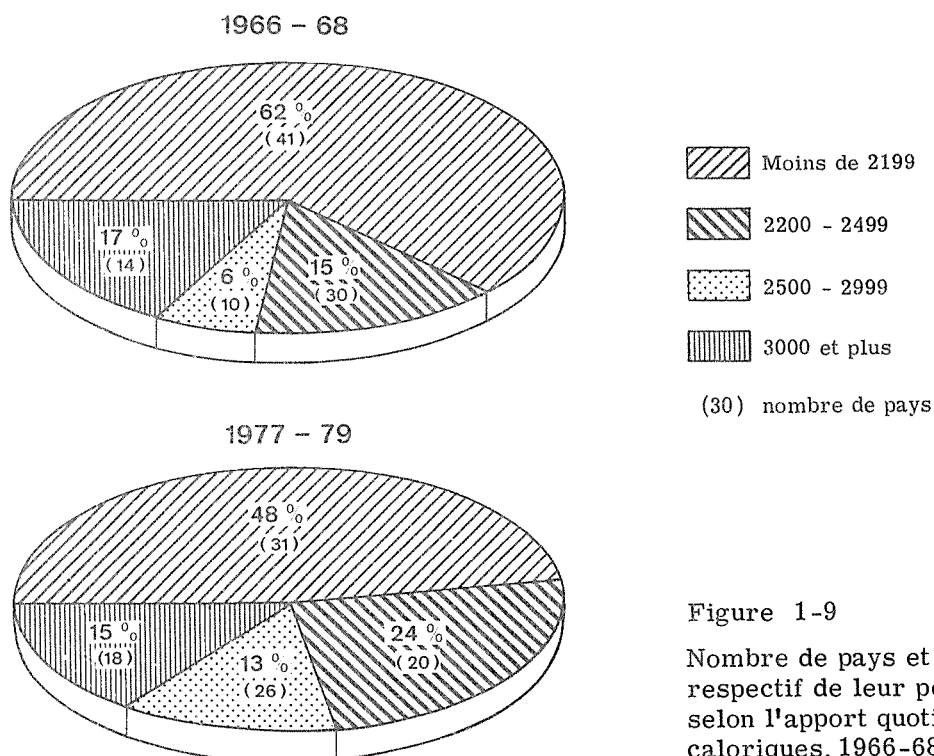 1966 - 68
62 %
(41)
17 %
(14)
6 %
(10)
15 %
(30)
Moins de 2199
2200 - 2499
2500 - 2999
3000 et plus
(30) nombre de pays
1977 - 79
48 %
(31)
15 %
(18)
13 %
(26)
24 %
(20)
Figure 1-9
Nombre de pays et
respectif de leur
selon l'apport
caloriques, 1966-68